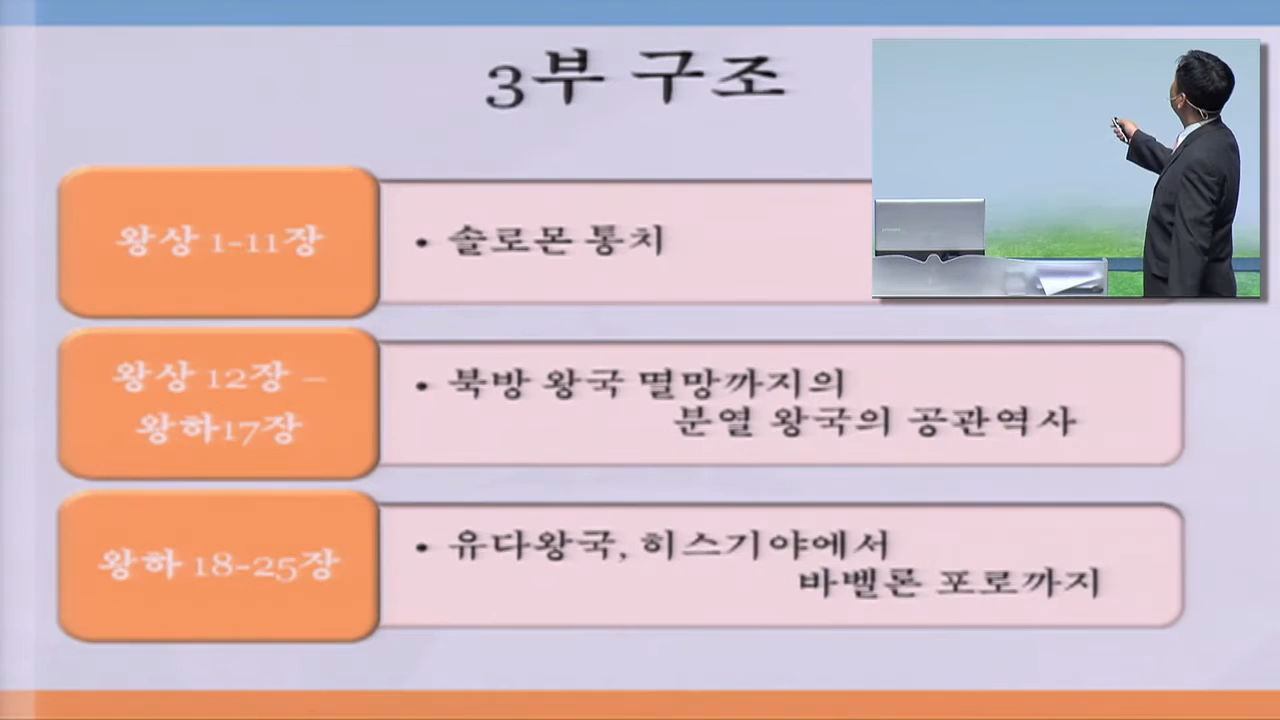 3부 구조
왕상 1-11장
• 솔로몬 통치
왕상 12장 –
왕하17장
• 북방 왕국 멸망까지의
분열 왕국의 공관역사
왕하 18-25장
• 유다왕국, 히스기야에서
바벨론 포로까지